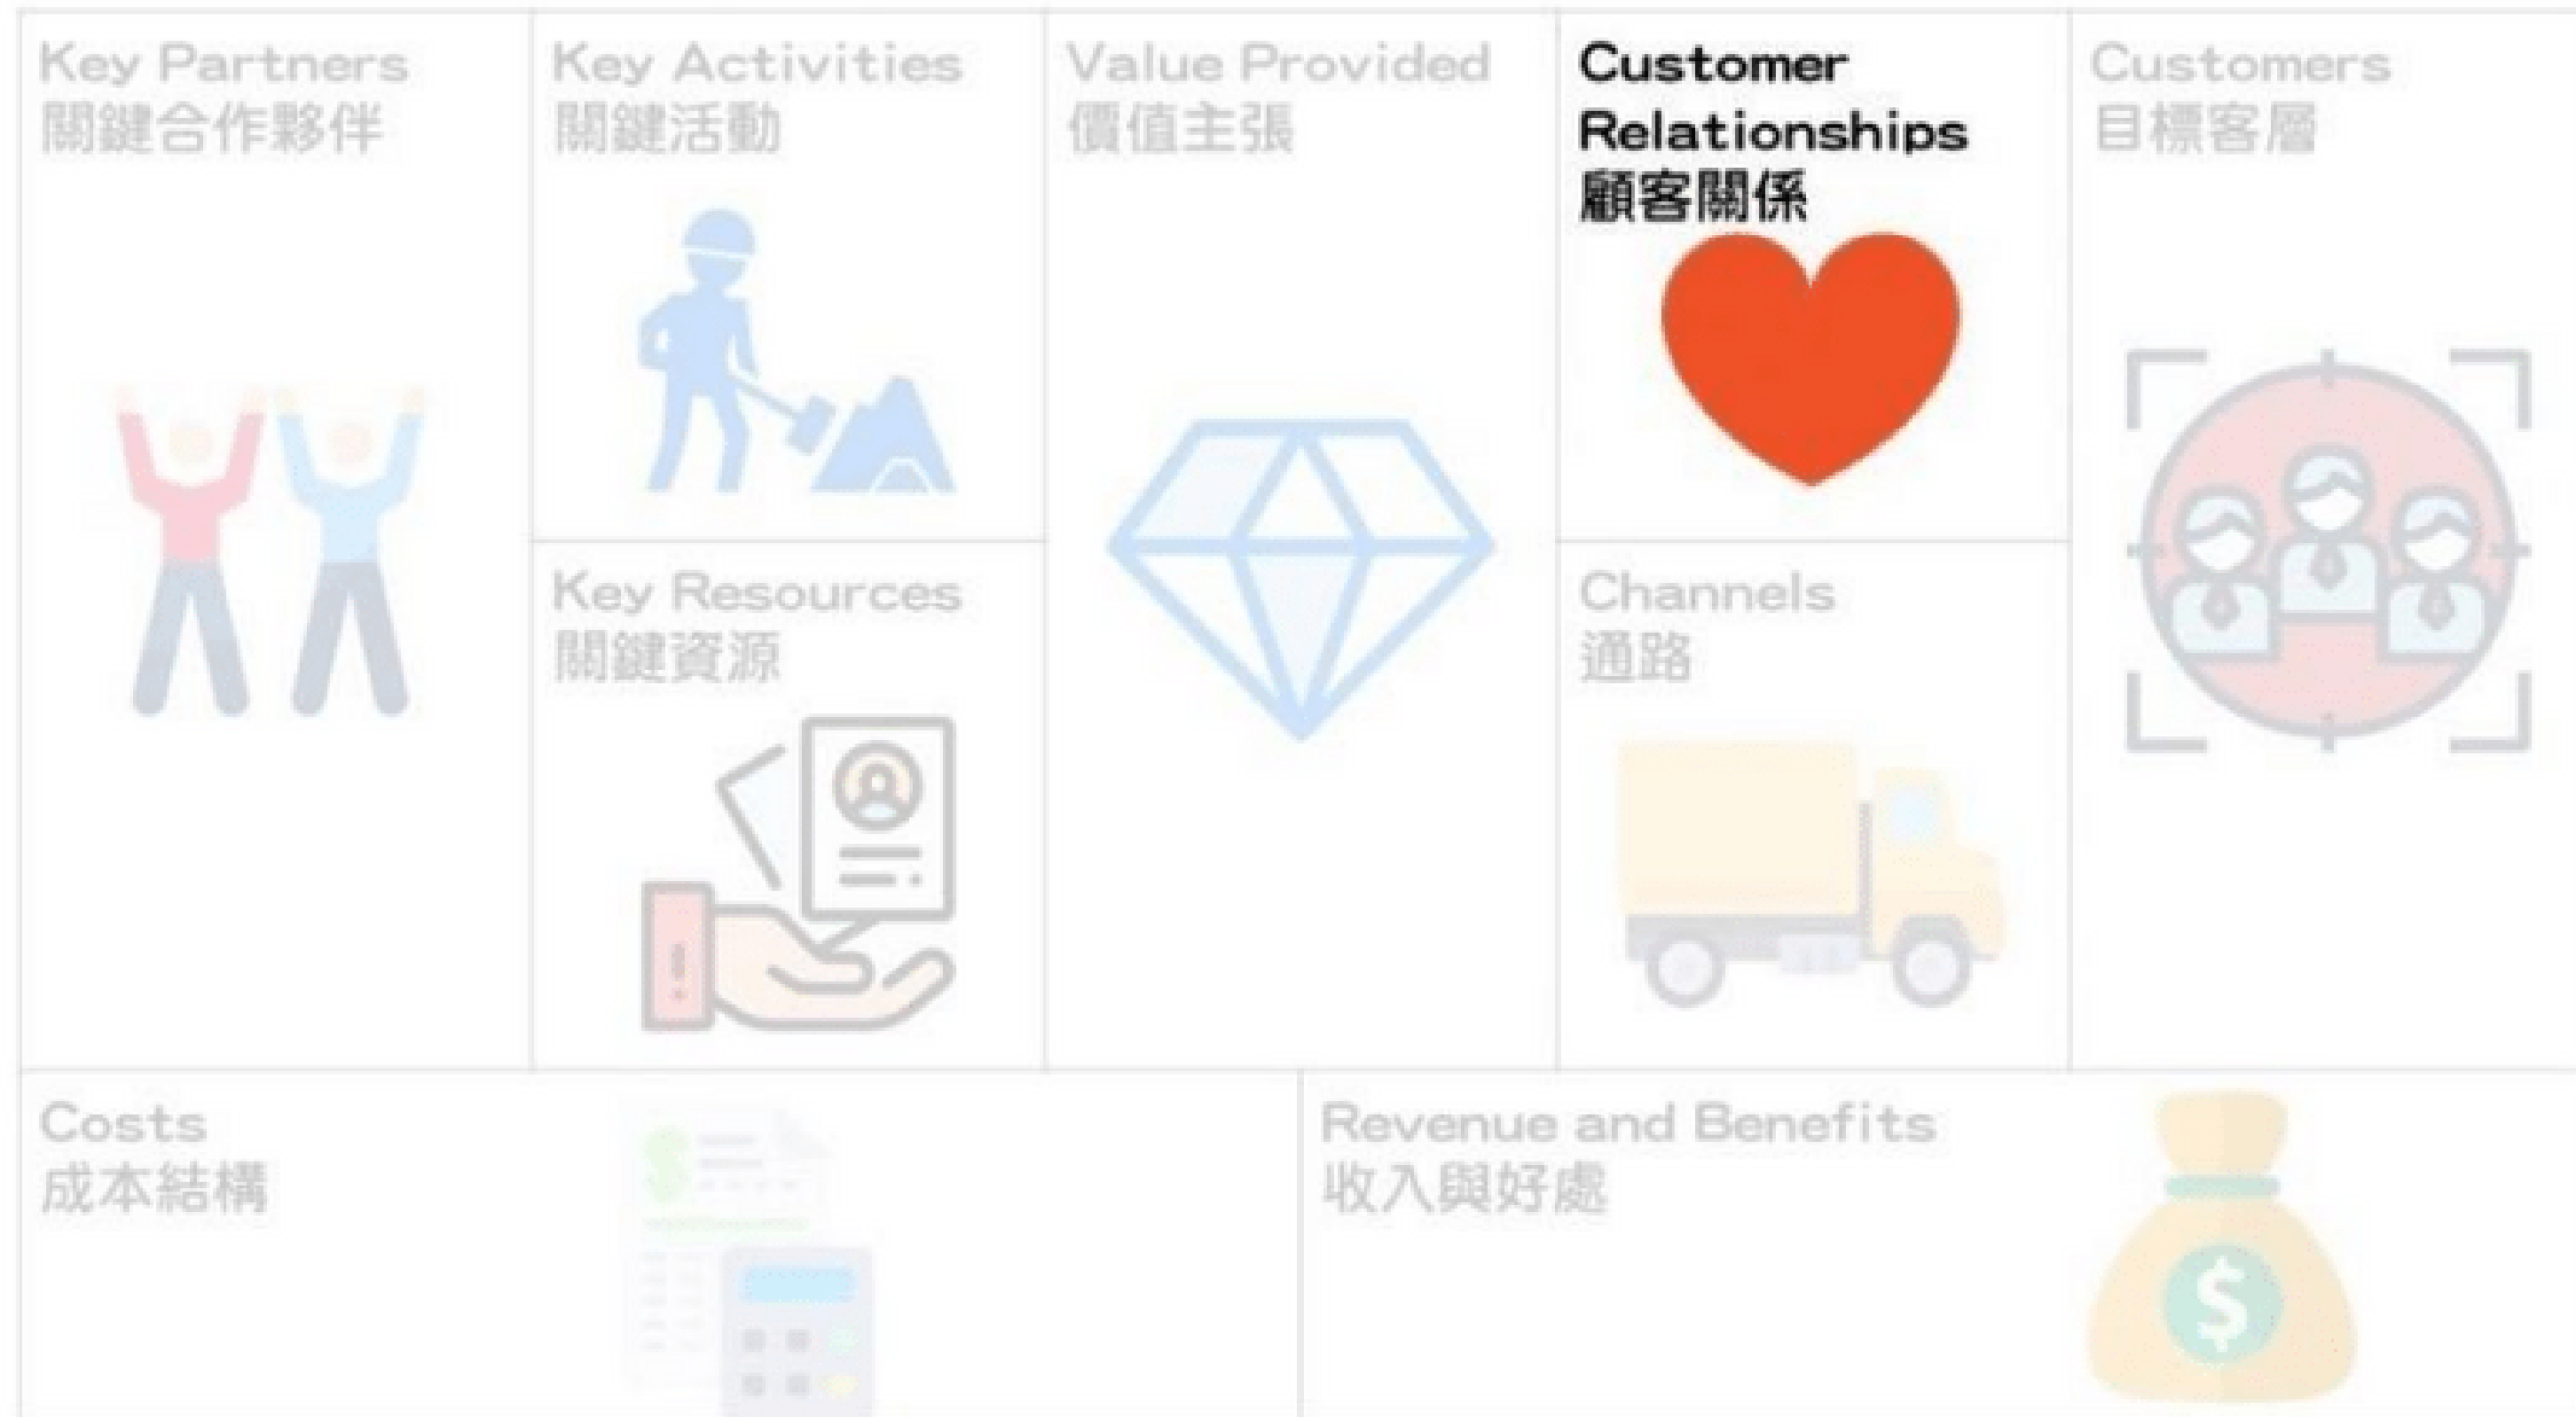 Key Partners
關鍵合作夥伴
Key Activities
關鍵活動
Key Resources
關鍵資源
Value Provided
價值主張
Customer
Relationships
顧客關係
Channels
通路
Customers
目標客層
Costs
成本結構
$
Revenue and Benefits
收入與好處
$